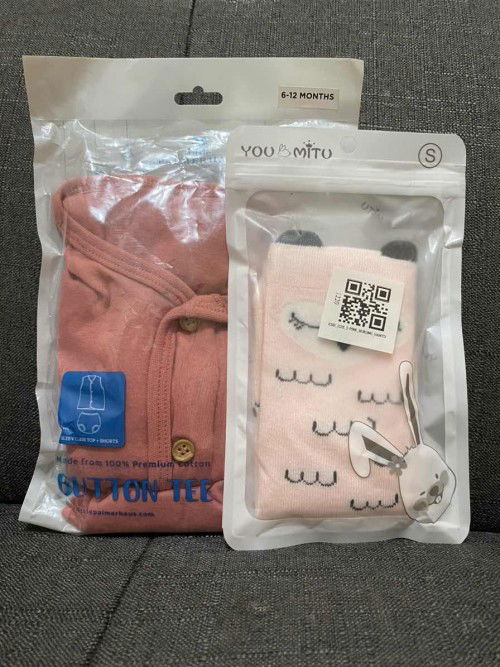 6-12 MONTHS
YOU MiTU
S
SLEEVELESS TOP + SHORTS
Made from 100% Premium Cotton
BUTTON TEE